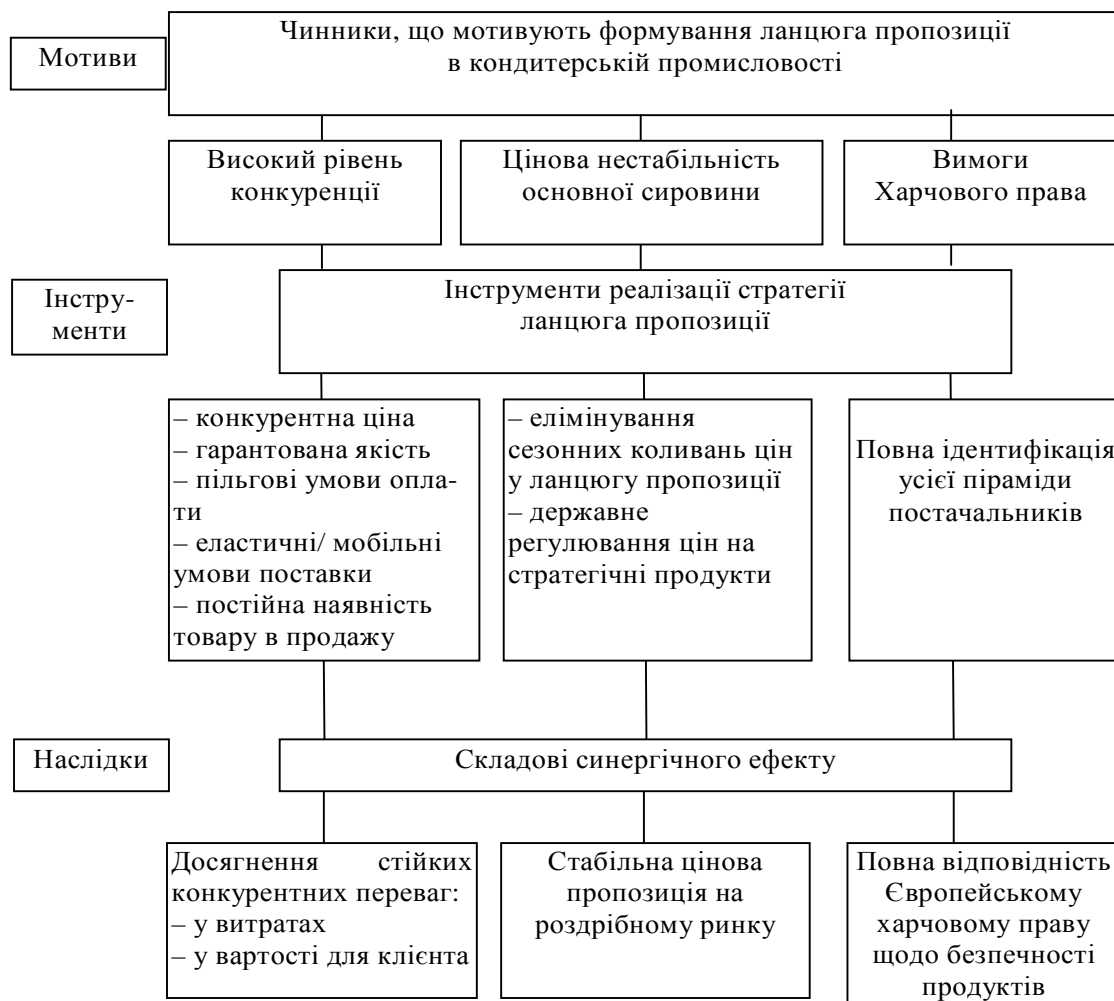 Мотиви
Чинники, що мотивують формування ланцюга пропозиції
в кондитерській промисловості
Високий рівень
конкуренції
Цінова нестабільність
основної сировини
Вимоги
Харчового права
Інстру-
менти
Інструменти реалізації стратегії
ланцюга пропозиції
– конкурентна ціна
– гарантована якість
– пільгові умови опла-
ти
– еластичні/ мобільні
умови поставки
– постійна наявність
товару в продажу
– елімінування
сезонних коливань цін
у ланцюгу пропозиції
– державне
регулювання цін на
стратегічні продукти
Повна ідентифікація
усієї піраміди
постачальників
Наслідки
Складові синергічного ефекту
Досягнення стійких
конкурентних переваг:
– у витратах
– у вартості для клієнта
Стабільна цінова
пропозиція на
роздрібному ринку
Повна відповідність
Європейському
харчовому праву
щодо безпечності
продуктів